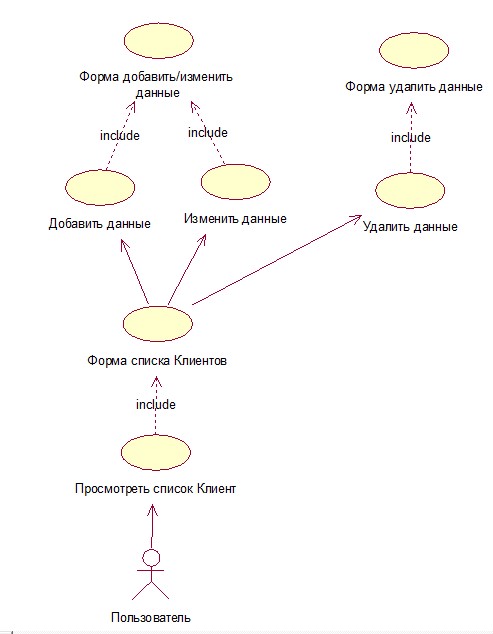 Форма добавить/изменить
данные
Форма удалить данные
include
include
include
Добавить данные
Изменить данные
Удалить данные
Форма списка Клиентов
include
Просмотреть список Клиент
Пользователь